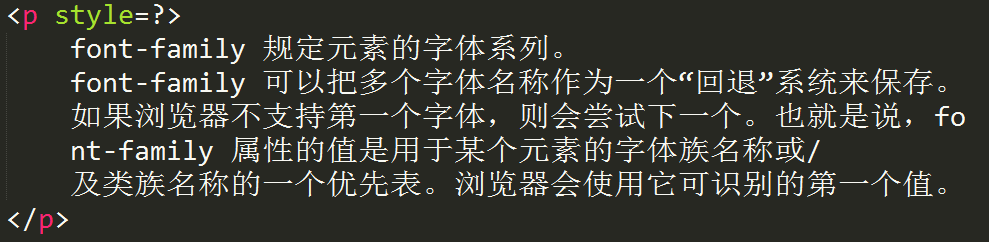 <p style=?>
font-family 规定元素的字体系列。
font-family 可以把多个字体名称作为一个“回退”系统来保存。
如果浏览器不支持第一个字体，则会尝试下一个。也就是说，fo
nt-family 属性的值是用于某个元素的字体族名称或/
及类族名称的一个优先表。浏览器会使用它可识别的第一个值。
</p>